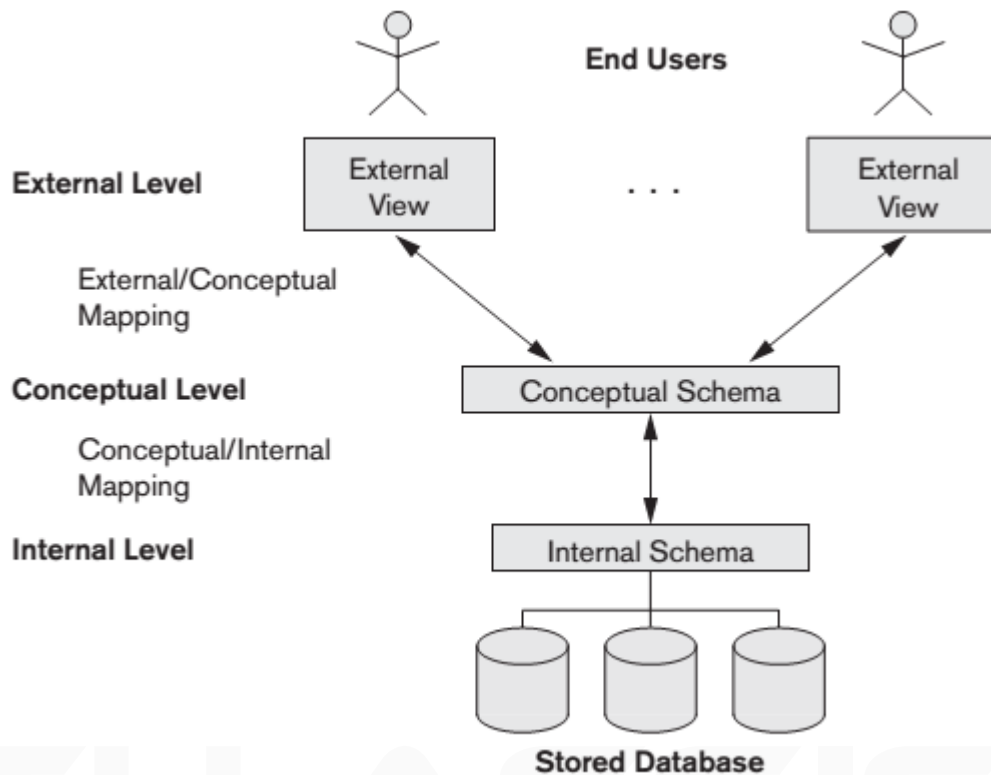 End Users
External Level
External
View
. . .
External
View
External/Conceptual
Mapping
Conceptual Level
Conceptual Schema
Conceptual/Internal
Mapping
Internal Level
Internal Schema
Stored Database